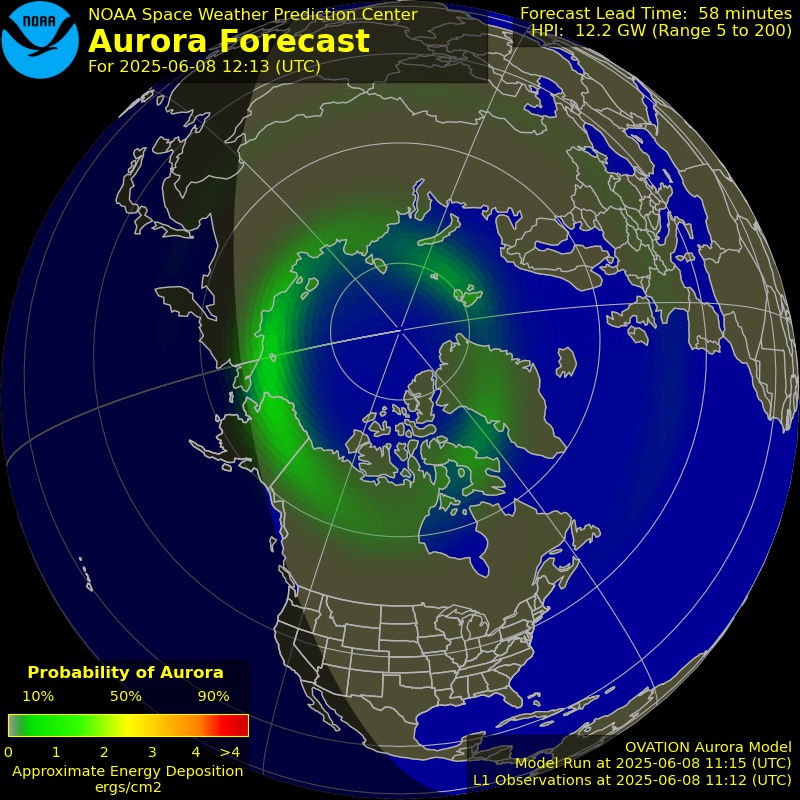 NOAA
NOAA Space Weather Prediction Center
Aurora Forecast
For 2025-06-08 12:13 (UTC)
Forecast Lead Time: 58 minutes
HPI: 12.2 GW (Range 5 to 200)
Probability of Aurora
10% 50% 90%
0 1 2 3 4 >4
Approximate Energy Deposition
ergs/cm2
OVATION Aurora Model
Model Run at 2025-06-08 11:15 (UTC)
L1 Observations at 2025-06-08 11:12 (UTC)